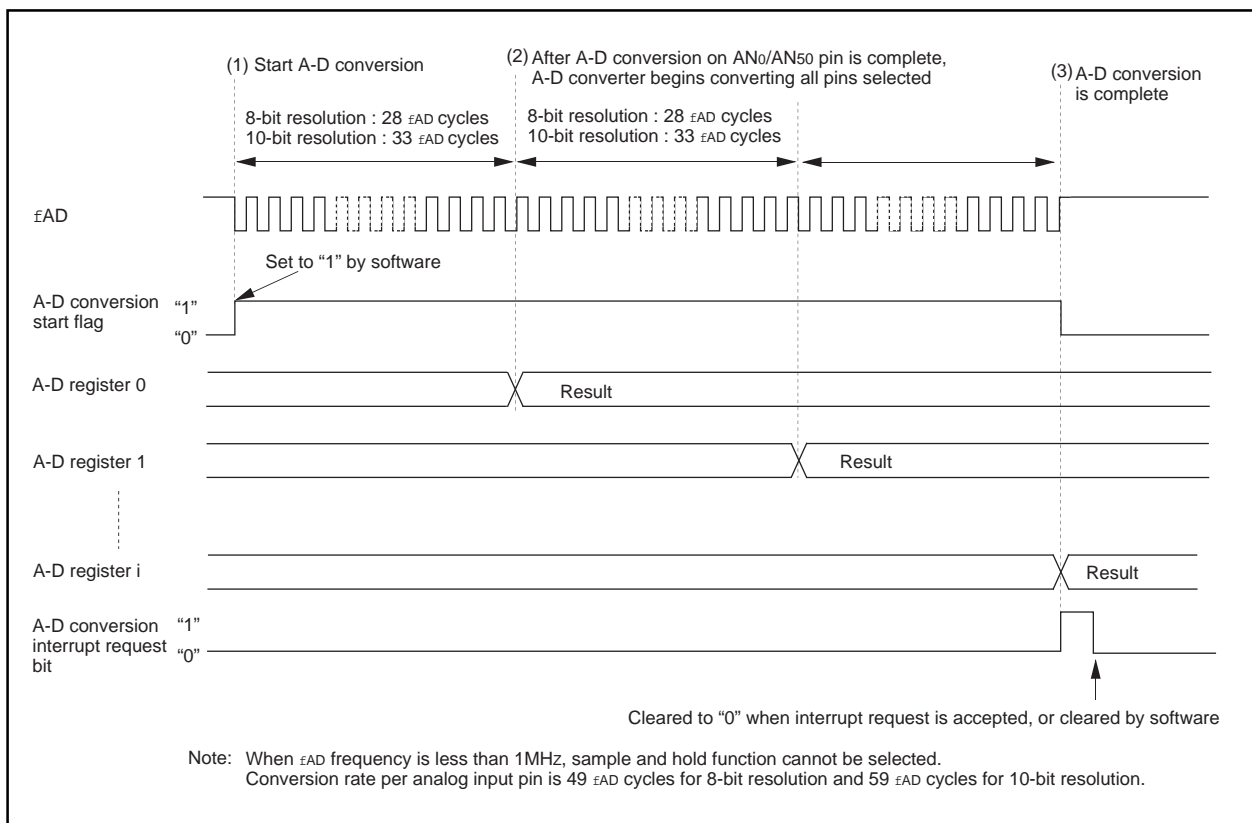 (1) Start A-D conversion
(2) After A-D conversion on AN0/AN50 pin is complete,
A-D converter begins converting all pins selected
(3) A-D conversion
is complete
8-bit resolution : 28 fAD cycles
10-bit resolution : 33 fAD cycles
8-bit resolution : 28 fAD cycles
10-bit resolution : 33 fAD cycles
fAD
Set to “1” by software
A-D conversion
start flag
“1”
“0”
A-D register 0
Result
A-D register 1
Result
A-D register i
Result
A-D conversion
interrupt request
bit
“1”
“0”
Cleared to “0” when interrupt request is accepted, or cleared by software
Note: When fAD frequency is less than 1MHZ, sample and hold function cannot be selected.
Conversion rate per analog input pin is 49 fAD cycles for 8-bit resolution and 59 fAD cycles for 10-bit resolution.